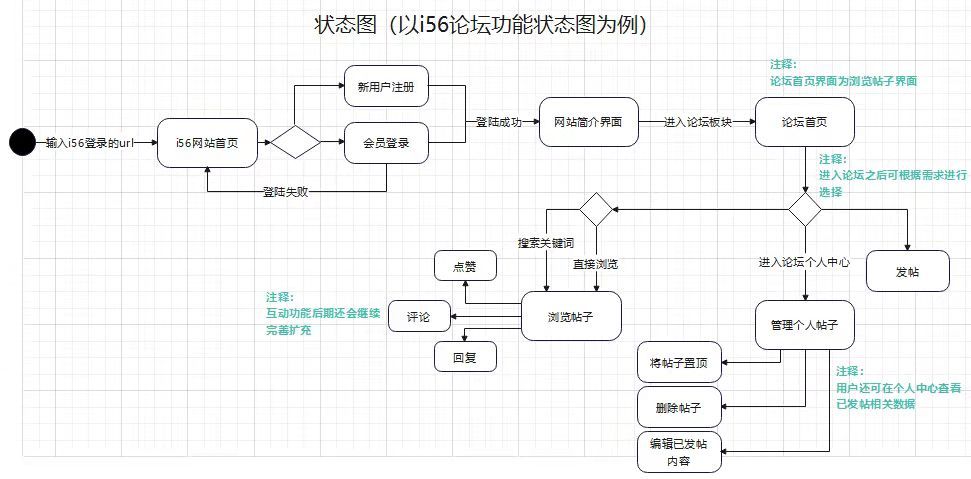 状态图（以i56论坛功能状态图为例）
注释：
论坛首页界面为浏览帖子界面
新用户注册
输入i56登录的url
i56网站首页
会员登录
登陆成功
网站简介界面
进入论坛板块
论坛首页
登陆失败
注释：
进入论坛之后可根据需求进行
选择
搜索关键词
直接浏览
进入论坛个人中心
发帖
点赞
注释：
互动功能后期还会继续
完善扩充
评论
浏览帖子
管理个人帖子
回复
将帖子置顶
注释：
用户还可在个人中心查看
已发帖相关数据
删除帖子
编辑已发帖
内容